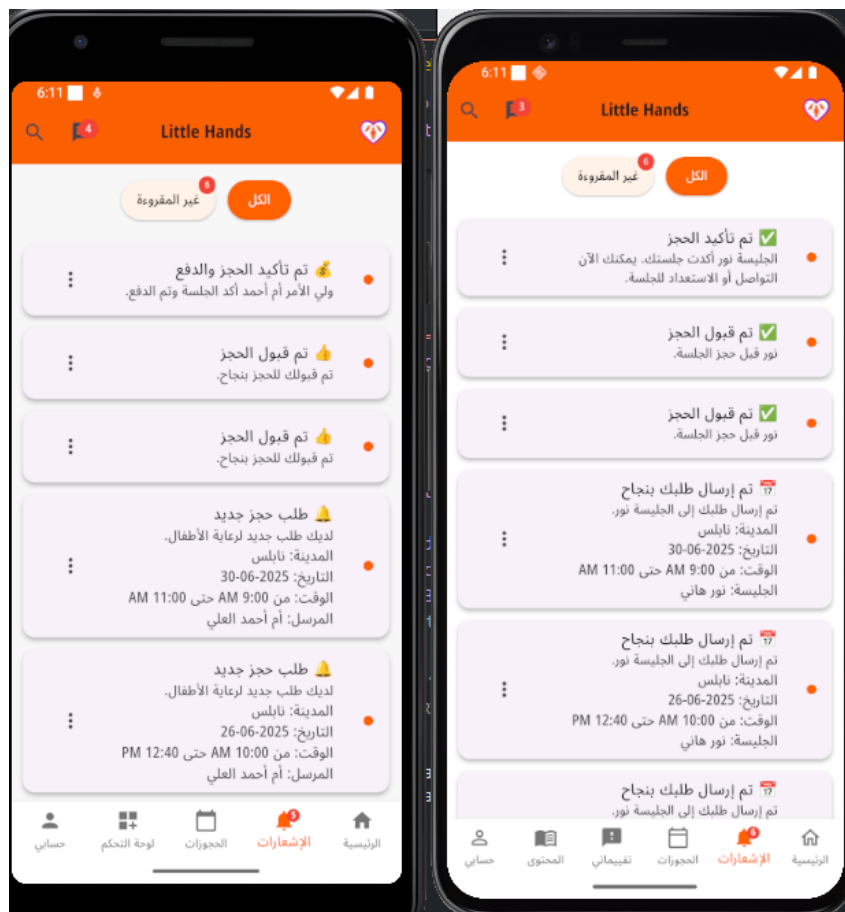 6:11
4
Little Hands
الكل
غير المقروءة
6
تم تأكيد الحجز والدفع
ولي الأمر أم أحمد أكد الجلسة وتم الدفع.
تم قبول الحجز
تم قبولك للحجز بنجاح.
تم قبول الحجز
تم قبولك للحجز بنجاح.
طلب حجز جديد
لديك طلب جديد لرعاية الأطفال.
المدينة: نابلس
التاريخ: 2025-06-30
الوقت: من 9:00 AM حتى 11:00 AM
المرسل: أم أحمد العلي
طلب حجز جديد
لديك طلب جديد لرعاية الأطفال.
المدينة: نابلس
التاريخ: 2025-06-26
الوقت: من 10:00 AM حتى 12:40 PM
المرسل: أم أحمد العلي
الرئيسية
5
الإشعارات
الحجوزات
لوحة التحكم
حسابي
6:11
3
Little Hands
الكل
غير المقروءة
6
تم تأكيد الحجز
الجليسة نور أكدت جلستك. يمكنك الآن
التواصل أو الاستعداد للجلسة.
تم قبول الحجز
نور قبل حجز الجلسة.
تم قبول الحجز
نور قبل حجز الجلسة.
تم إرسال طلبك بنجاح
تم إرسال طلبك إلى الجليسة نور.
المدينة: نابلس
التاريخ: 2025-06-30
الوقت: من 9:00 AM حتى 11:00 AM
الجليسة: نور هاني
تم إرسال طلبك بنجاح
تم إرسال طلبك إلى الجليسة نور.
المدينة: نابلس
التاريخ: 2025-06-26
الوقت: من 10:00 AM حتى 12:40 PM
الجليسة: نور هاني
تم إرسال طلبك بنجاح
تم إرسال طلبك إلى الجليسة نور.
الرئيسية
6
الإشعارات
الحجوزات
تقييماتي
المحتوى
حسابي